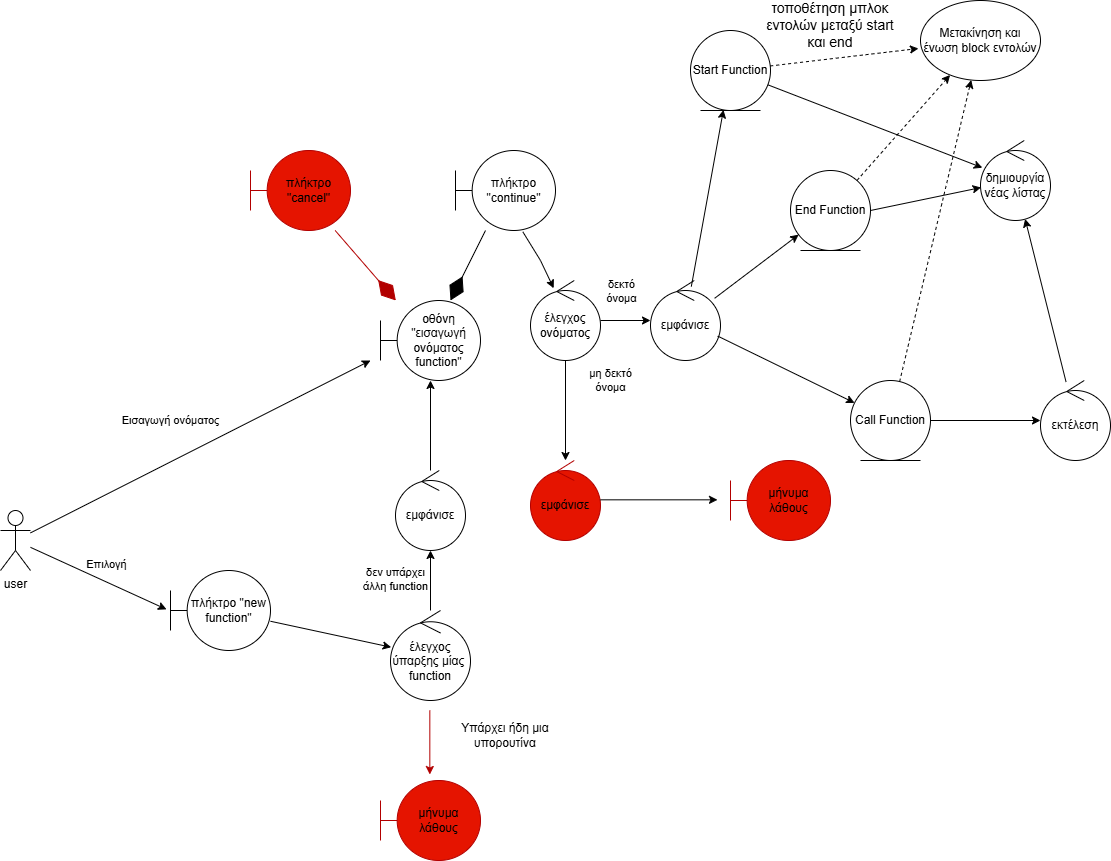 τοποθέτηση μπλοκ
εντολών μεταξύ start
και end
Μετακίνηση και
ένωση block εντολών
Start Function
πλήκτρο
"cancel"
πλήκτρο
"continue"
δημιουργία
νέας λίστας
End Function
δεκτό
όνομα
οθόνη
"εισαγωγή
ονόματος
function"
έλεγχος
ονόματος
εμφάνισε
μη δεκτό
όνομα
Εισαγωγή ονόματος
Call Function
εκτέλεση
εμφάνισε
μήνυμα
λάθους
εμφάνισε
user
Επιλογή
δεν υπάρχει
άλλη function
πλήκτρο "new
function"
έλεγχος
ύπαρξης μίας
function
Υπάρχει ήδη μια
υπορουτίνα
μήνυμα
λάθους